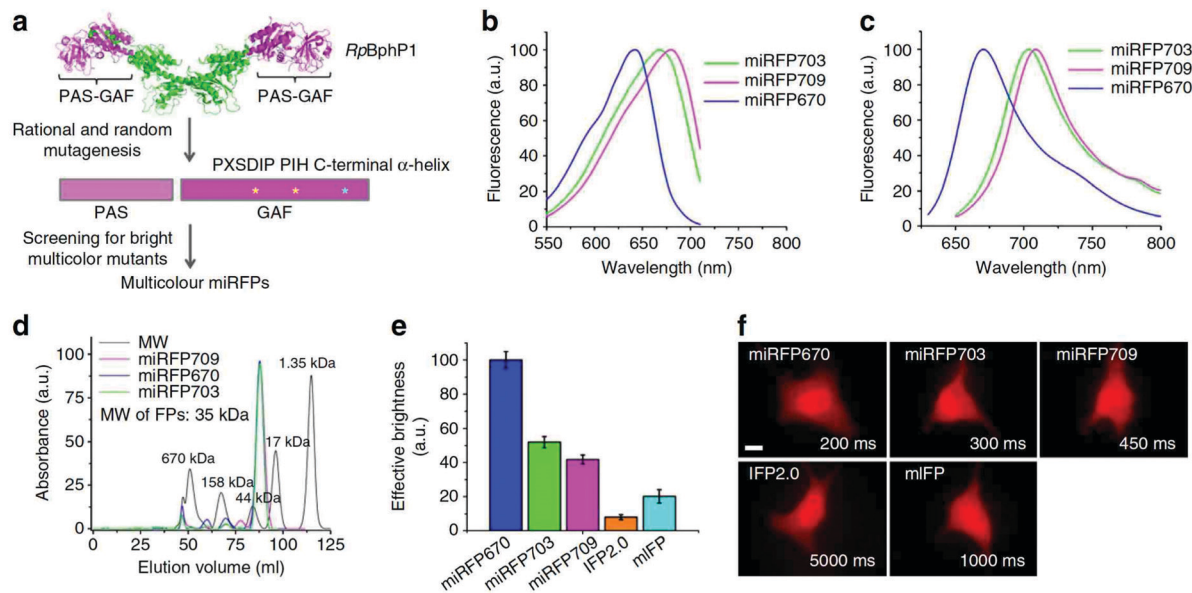 a
RpBphP1
PAS-GAF
PAS-GAF
Rational and random
mutagenesis
PXSDIP PIH C-terminal α-helix
* * *
PAS
GAF
Screening for bright
multicolor mutants
Multicolour miRFPs
b
Fluorescence (a.u.)
100
80
60
40
20
0
550
600
650
700
750
800
Wavelength (nm)
miRFP703
miRFP709
miRFP670
c
Fluorescence (a.u.)
100
80
60
40
20
0
650
700
750
800
Wavelength (nm)
miRFP703
miRFP709
miRFP670
d
MW
miRFP709
miRFP670
miRFP703
MW of FPs: 35 kDa
Absorbance (a.u.)
100
75
50
25
0
670 kDa
158 kDa
44 kDa
17 kDa
1.35 kDa
0
25
50
75
100
125
Elution volume (ml)
e
Effective brightness
(a.u.)
100
80
60
40
20
0
miRFP670
miRFP703
miRFP709
IFP2.0
mIFP
f
miRFP670
200 ms
miRFP703
300 ms
miRFP709
450 ms
IFP2.0
5000 ms
mIFP
1000 ms